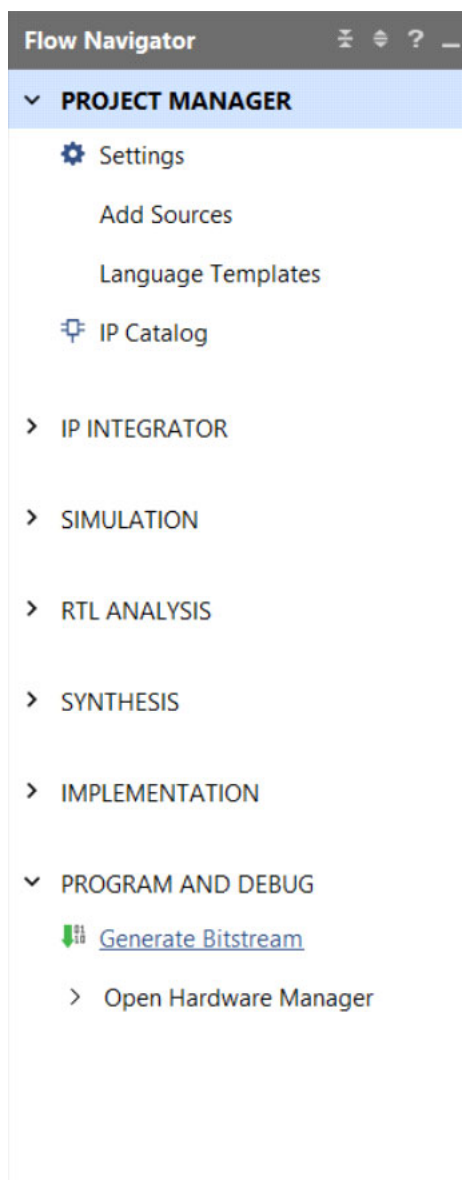 Flow Navigator ?
PROJECT MANAGER
Settings
Add Sources
Language Templates
IP Catalog
IP INTEGRATOR
SIMULATION
RTL ANALYSIS
SYNTHESIS
IMPLEMENTATION
PROGRAM AND DEBUG
Generate Bitstream
Open Hardware Manager